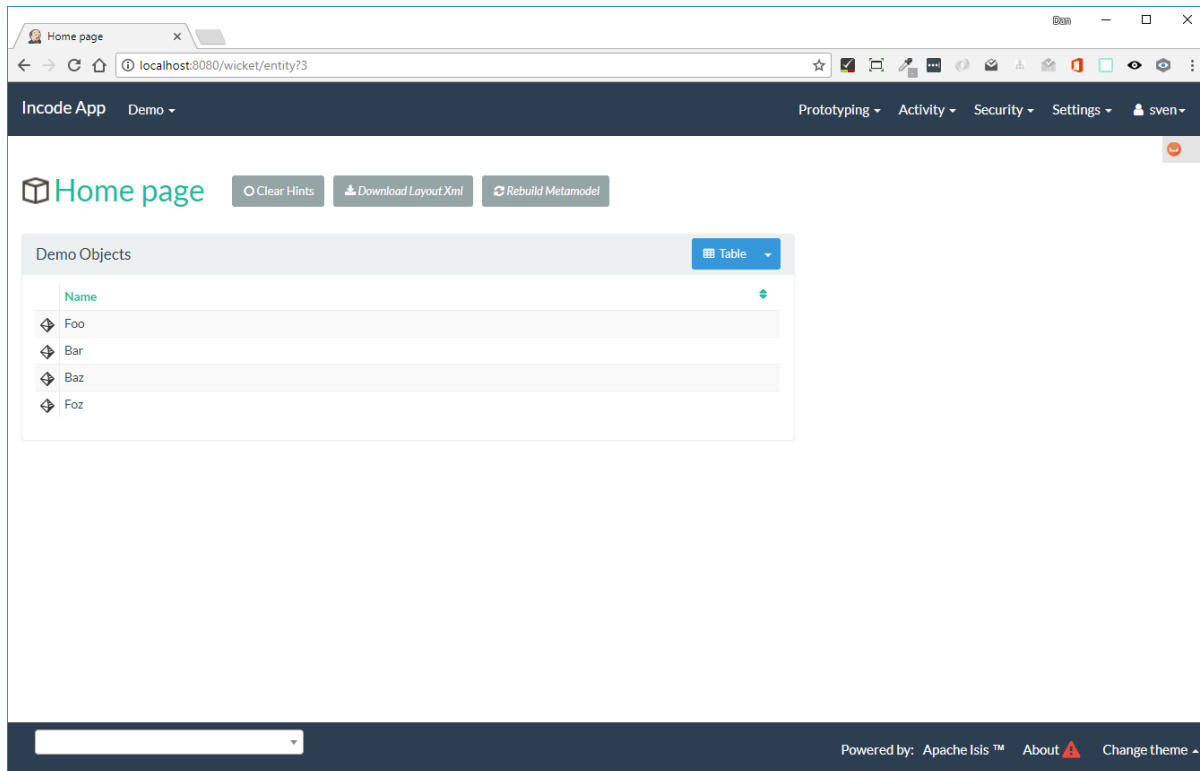 Dan
Home page
localhost:8080/wicket/entity?3
Incode App Demo Prototyping Activity Security Settings sven
Home page Clear Hints Download Layout Xml Rebuild Metamodel
Demo Objects Table
Name
Foo
Bar
Baz
Foz
Powered by: Apache Isis ™ About Change theme